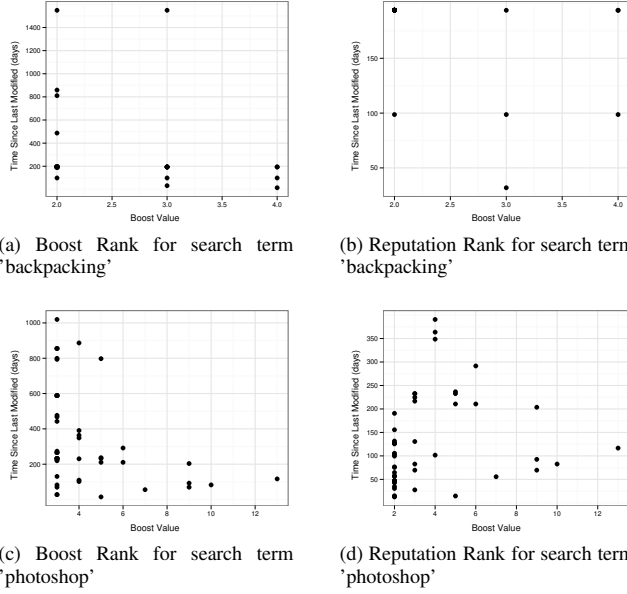 Time Since Last Modified (days)
1400
1200
1000
800
600
400
200
2.0 2.5 3.0 3.5 4.0
Boost Value
(a) Boost Rank for search term
'backpacking'
Time Since Last Modified (days)
150
100
50
2.0 2.5 3.0 3.5 4.0
Boost Value
(b) Reputation Rank for search term
'backpacking'
Time Since Last Modified (days)
1000
800
600
400
200
4 6 8 10 12
Boost Value
(c) Boost Rank for search term
'photoshop'
Time Since Last Modified (days)
350
300
250
200
150
100
50
2 4 6 8 10 12
Boost Value
(d) Reputation Rank for search term
'photoshop'